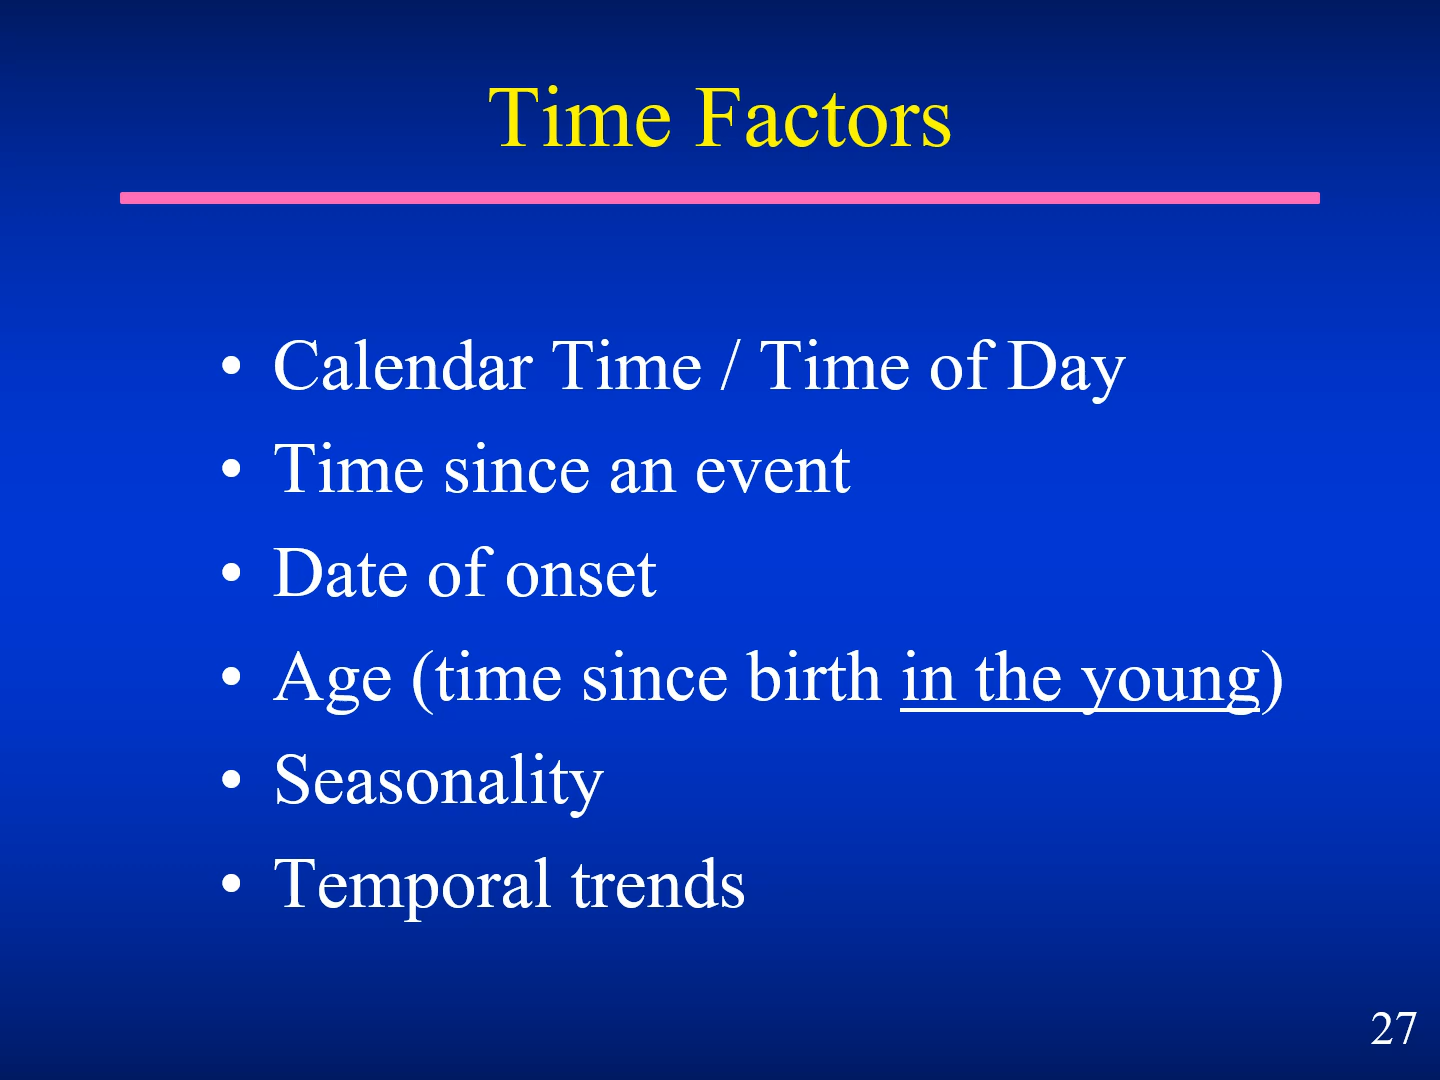 Time Factors
• Calendar Time / Time of Day
• Time since an event
• Date of onset
• Age (time since birth in the young)
• Seasonality
• Temporal trends
27